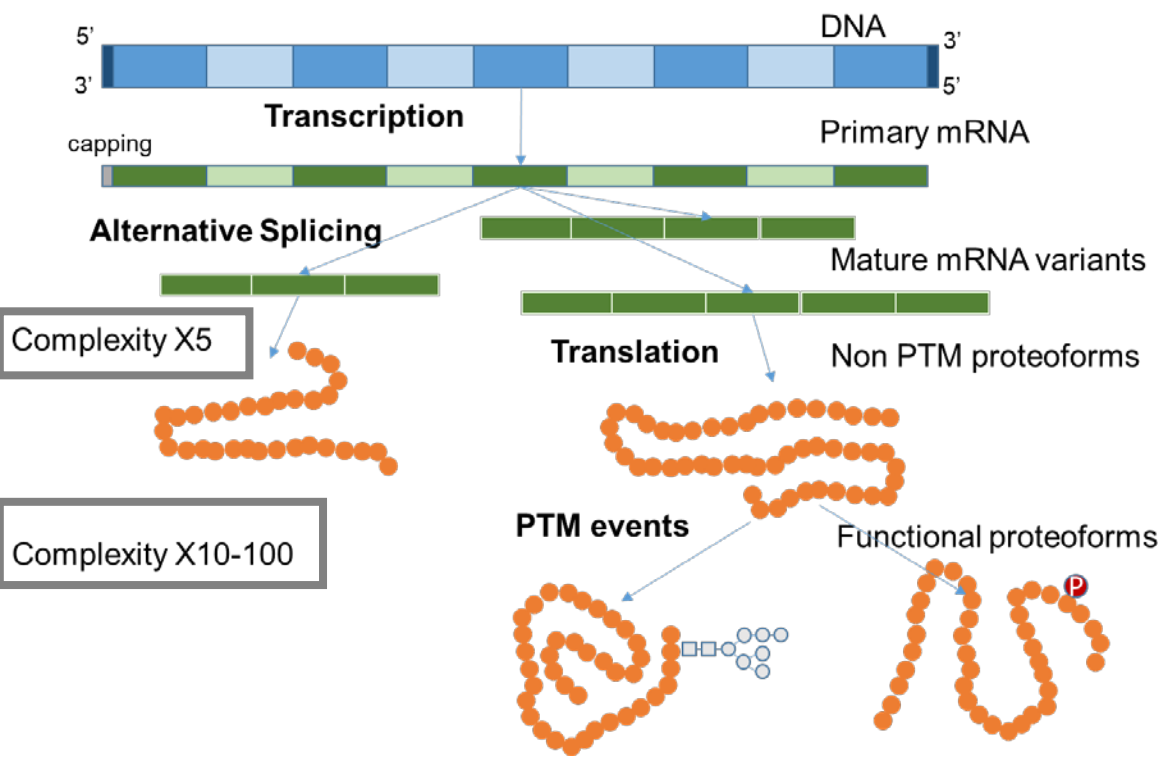 DNA
5’
3’
3’
5’
Transcription
Primary mRNA
capping
Alternative Splicing
Mature mRNA variants
Complexity X5
Translation
Non PTM proteoforms
PTM events
Functional proteoforms
Complexity X10-100
P